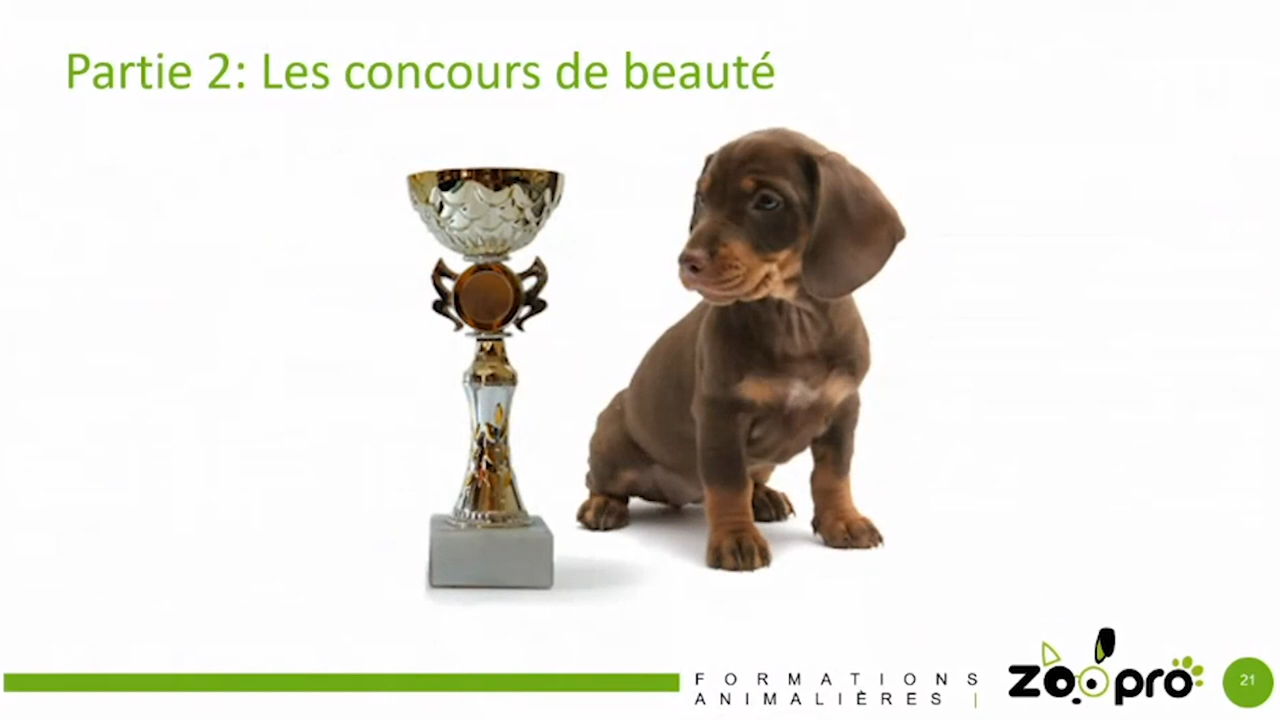 Partie 2: Les concours de beauté
FORMATIONS
ANIMALIÈRES |
zoopro
21